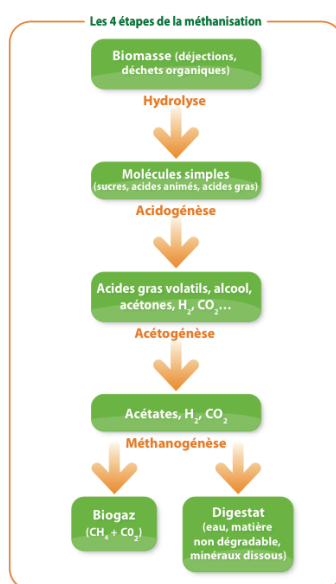 Les 4 étapes de la méthanisation
Biomasse (déjections,
déchets organiques)
Hydrolyse
Molécules simples
(sucres, acides animés, acides gras)
Acidogénèse
Acides gras volatils, alcool,
acétones, H₂, CO₂...
Acétogénèse
Acétates, H₂, CO₂
Méthanogénèse
Biogaz
(CH₄ + CO₂)
Digestat
(eau, matière
non dégradable,
minéraux dissous)